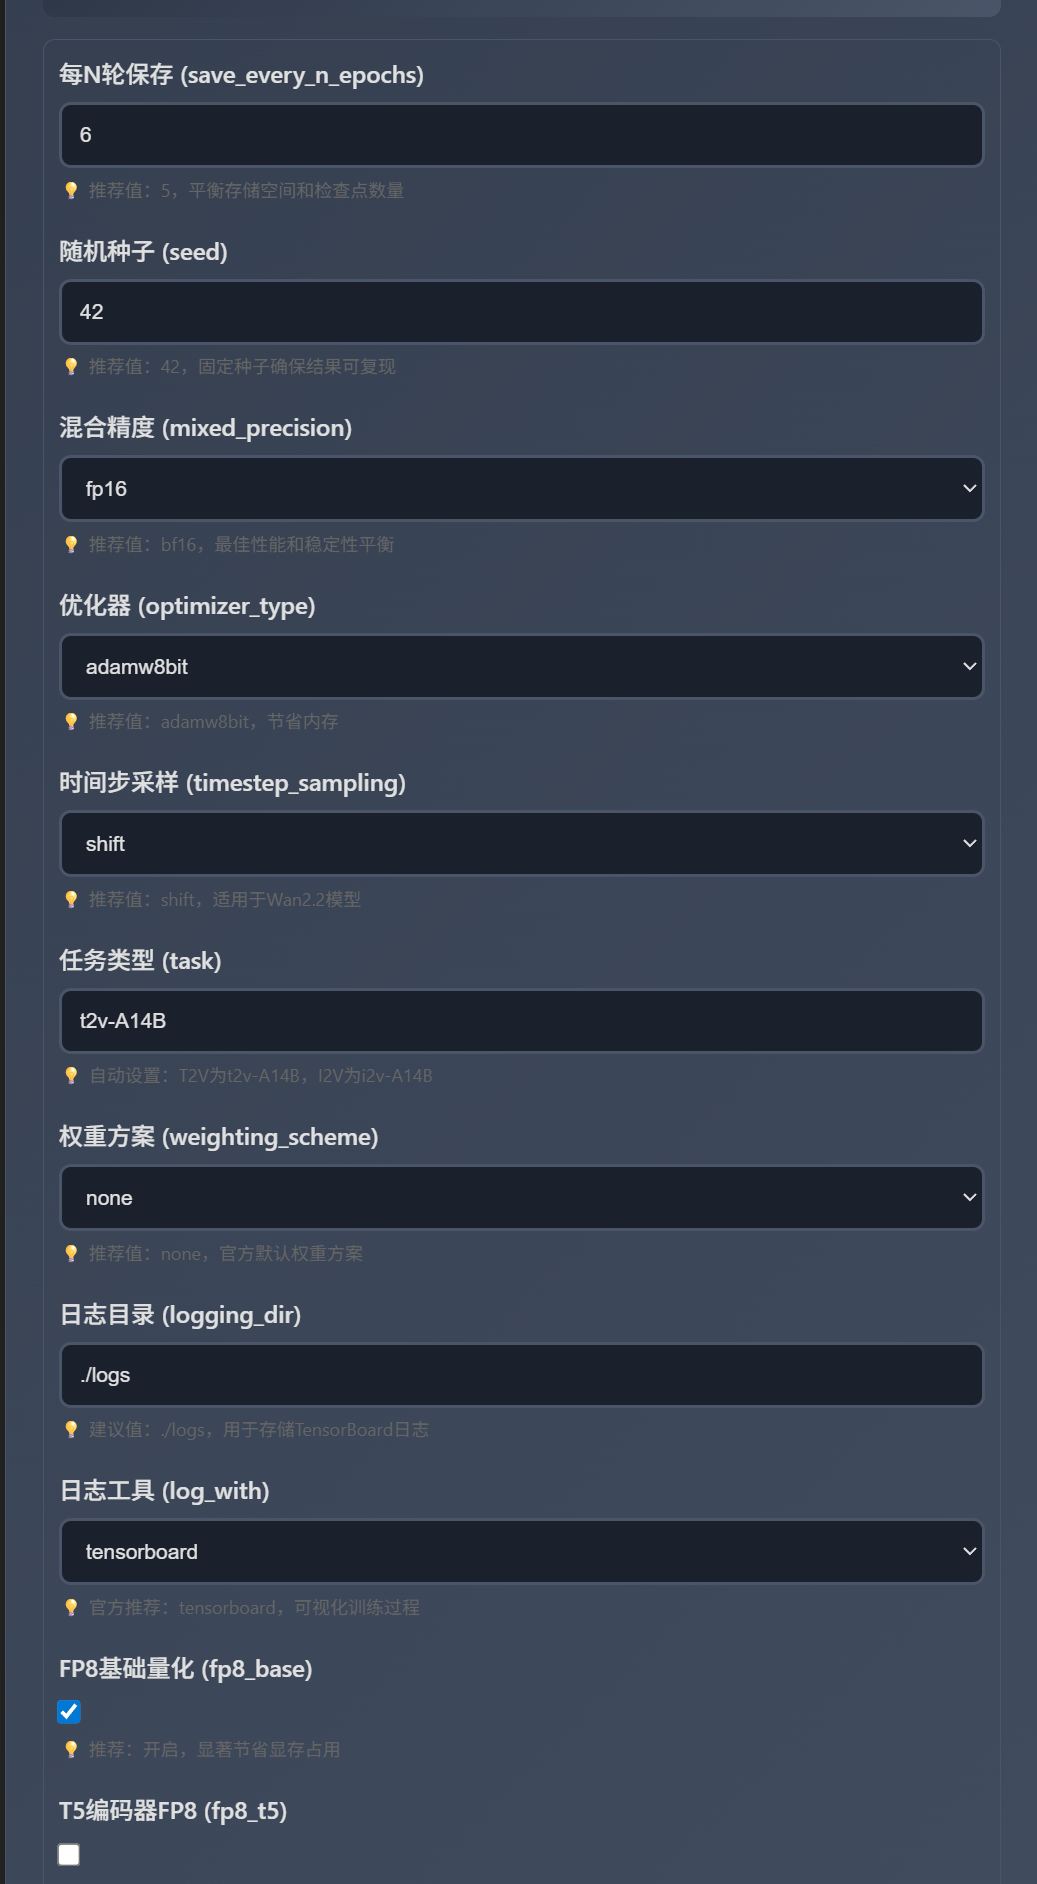 每N轮保存 (save_every_n_epochs)
6
推荐值：5，平衡存储空间和检查点数量
随机种子 (seed)
42
推荐值：42，固定种子确保结果可复现
混合精度 (mixed_precision)
fp16
推荐值：bf16，最佳性能和稳定性平衡
优化器 (optimizer_type)
adamw8bit
推荐值：adamw8bit，节省内存
时间步采样 (timestep_sampling)
shift
推荐值：shift，适用于Wan2.2模型
任务类型 (task)
t2v-A14B
自动设置：T2V为t2v-A14B，I2V为i2v-A14B
权重方案 (weighting_scheme)
none
推荐值：none，官方默认权重方案
日志目录 (logging_dir)
./logs
建议值：./logs，用于存储TensorBoard日志
日志工具 (log_with)
tensorboard
官方推荐：tensorboard，可视化训练过程
FP8基础量化 (fp8_base)
推荐：开启，显著节省显存占用
T5编码器FP8 (fp8_t5)